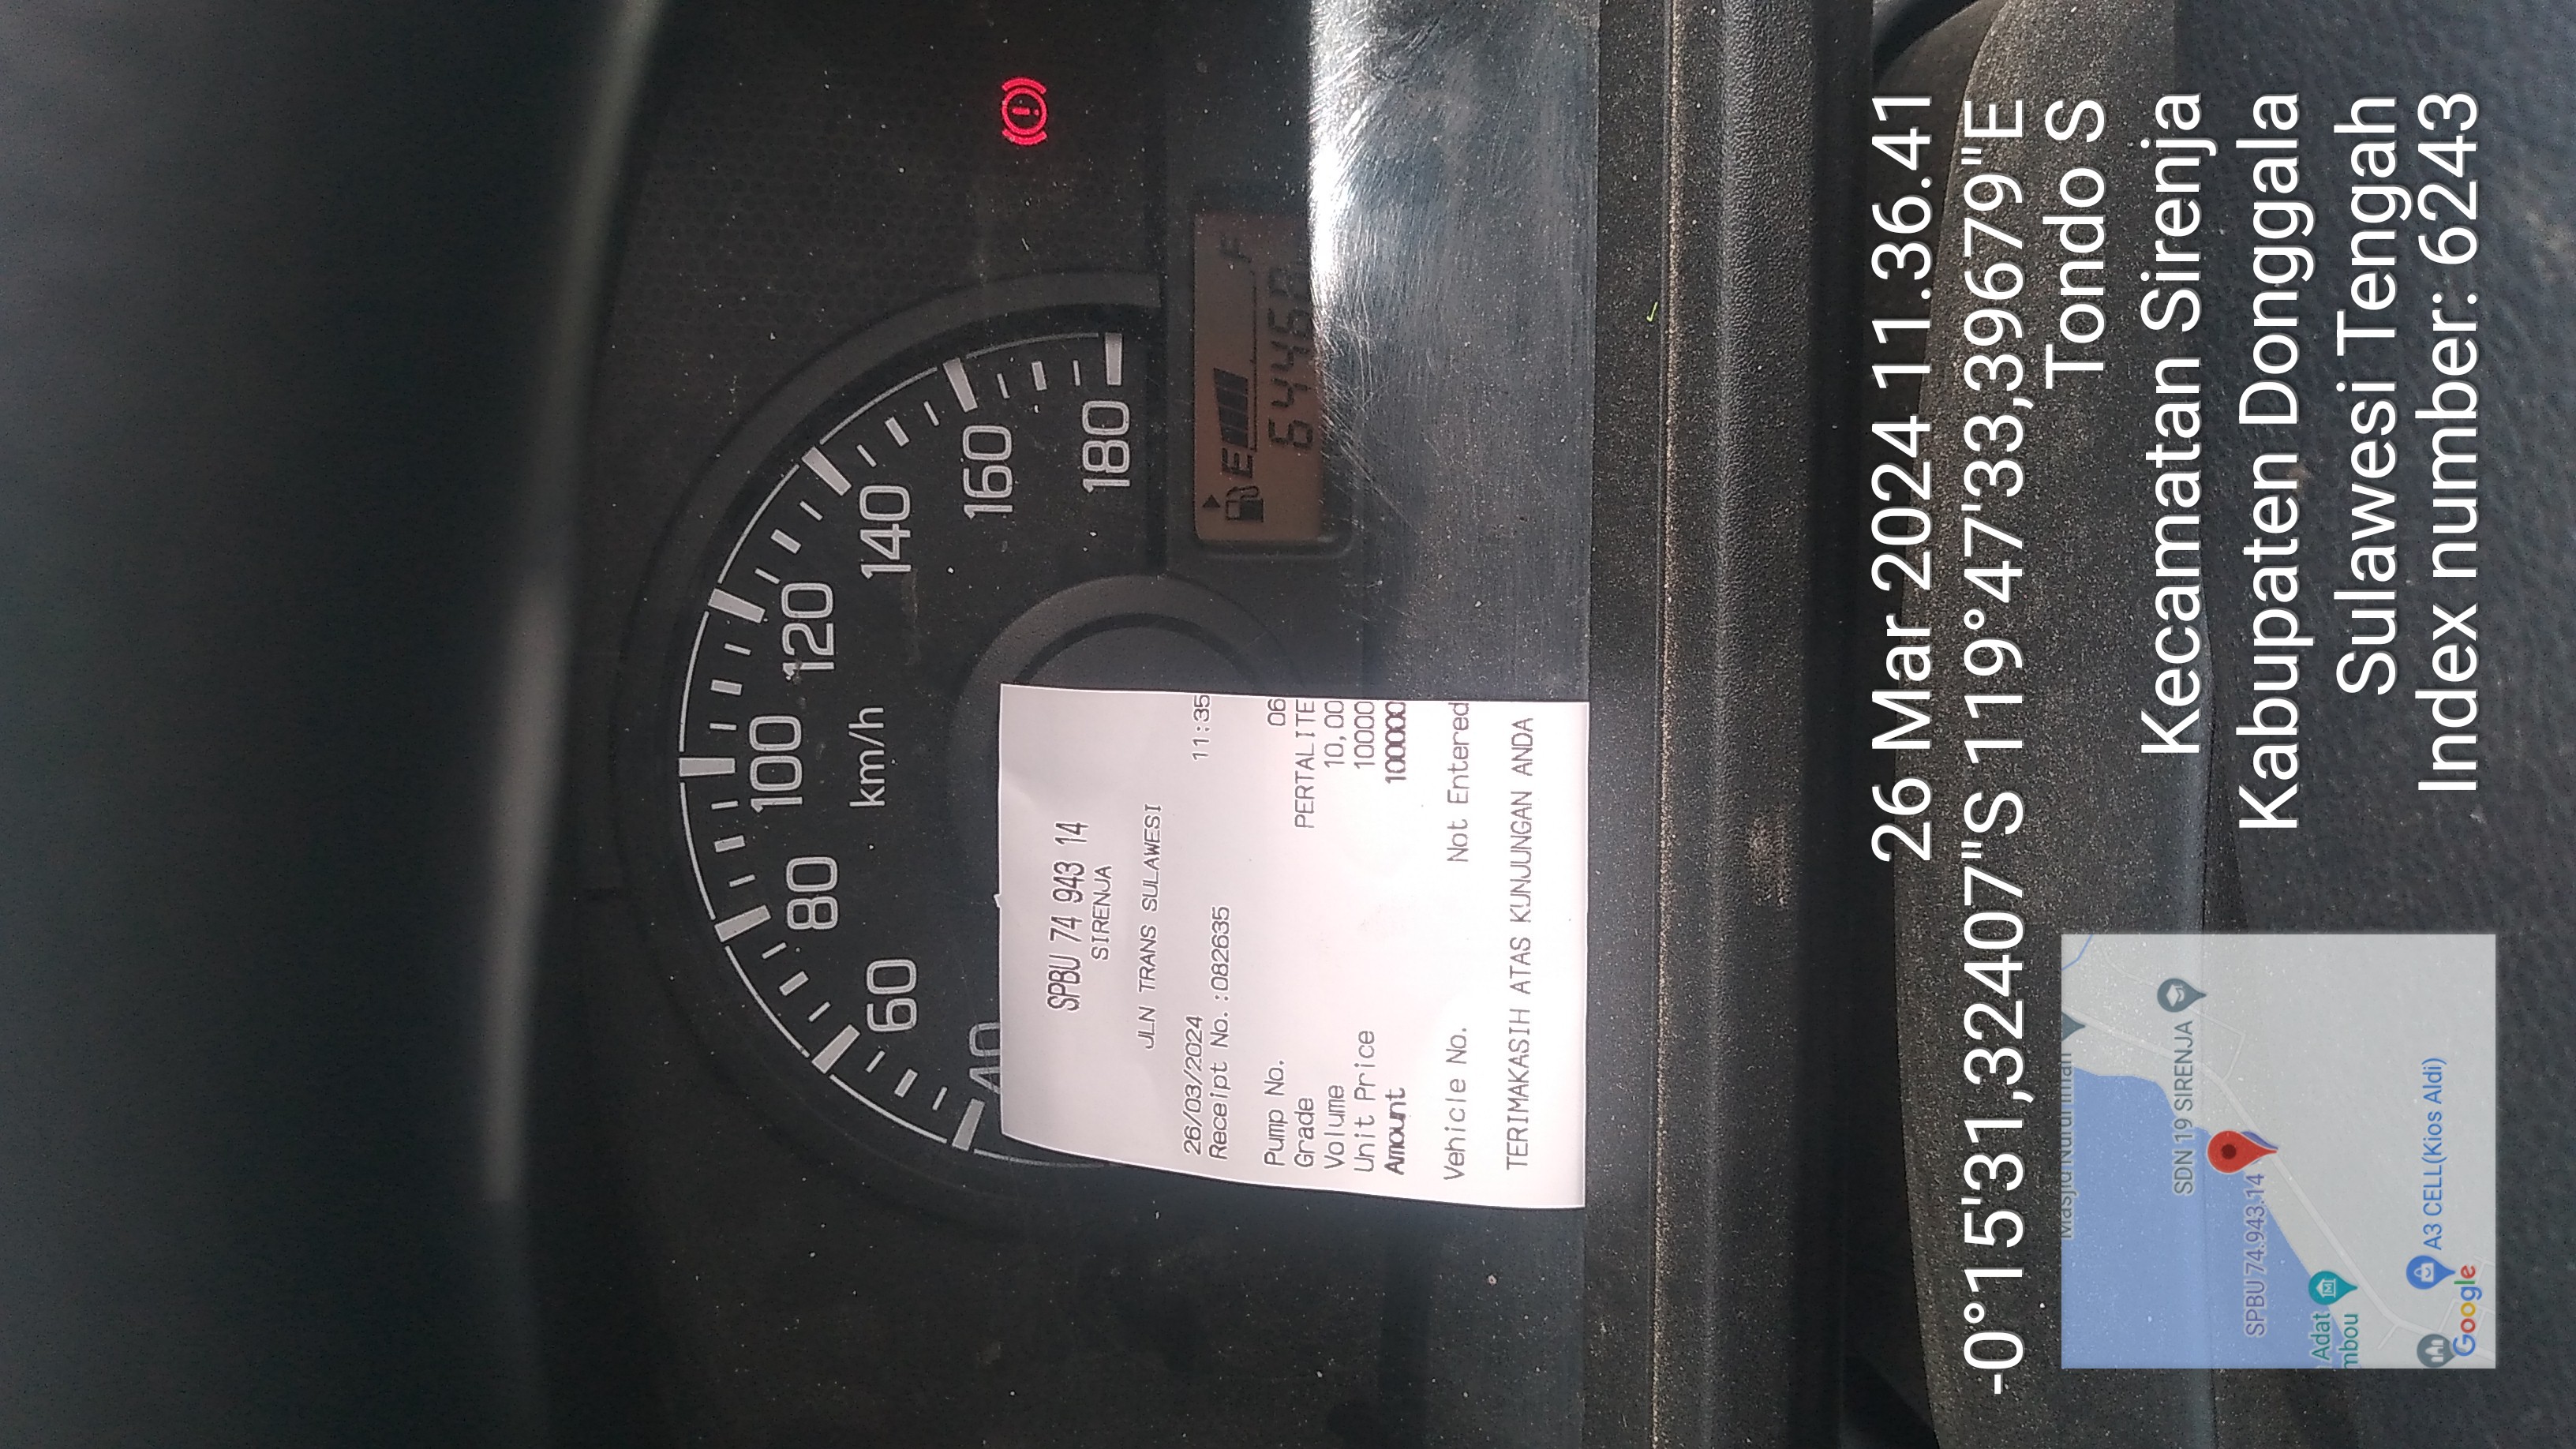 40
60
80
100
120
140
160
180
km/h
E
F
SPBU 74 943 14
SIRENJA
JLN TRANS SULAWESI
26/03/2024 11:35
Receipt No. :082635
Pump No. 06
Grade PERTALITE
Volume 10,00
Unit Price 10000
Amount 100000
Vehicle No. Not Entered
TERIMAKASIH ATAS KUNJUNGAN ANDA
26 Mar 2024 11.36.41
-0°15'31,32407"S 119°47'33,39679"E
Tondo S
Kecamatan Sirenja
Kabupaten Donggala
Sulawesi Tengah
Index number: 6243
SDN 19 SIRENJA
SPBU 74.943.14
Adat
A3 CELL(Kios Aldi)
Google